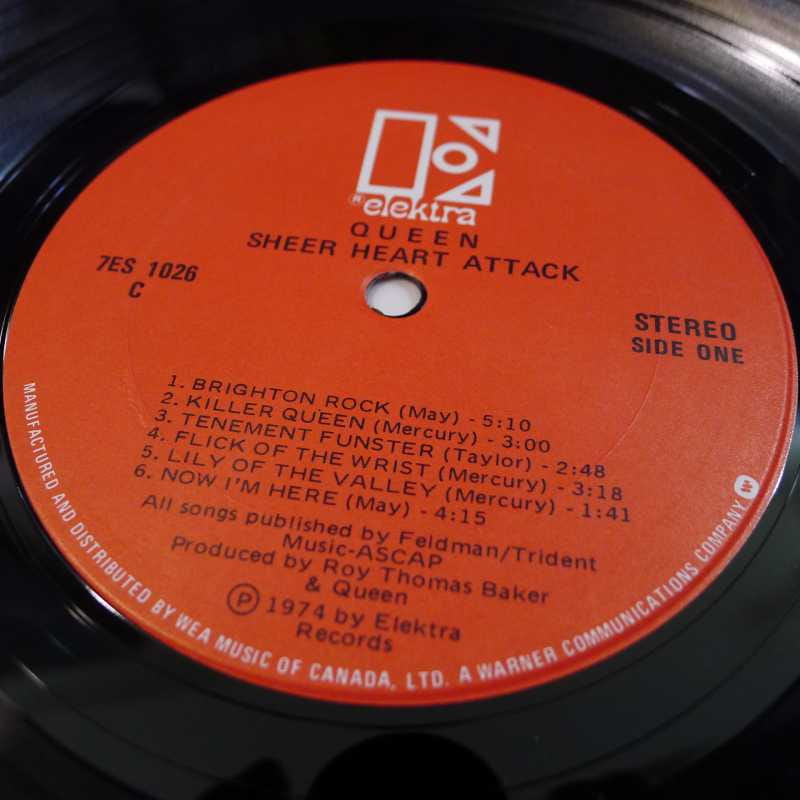 ® elektra
QUEEN
SHEER HEART ATTACK
7ES 1026
C
STEREO
SIDE ONE
1. BRIGHTON ROCK (May) - 5:10
2. KILLER QUEEN (Mercury) - 3:00
3. TENEMENT FUNSTER (Taylor) - 2:48
4. FLICK OF THE WRIST (Mercury) - 3:18
5. LILY OF THE VALLEY (Mercury) - 1:41
6. NOW I'M HERE (May) - 4:15
All songs published by Feldman/Trident
Music-ASCAP
Produced by Roy Thomas Baker
& Queen
℗ 1974 by Elektra
Records
MANUFACTURED AND DISTRIBUTED BY WEA MUSIC OF CANADA, LTD. A WARNER COMMUNICATIONS COMPANY